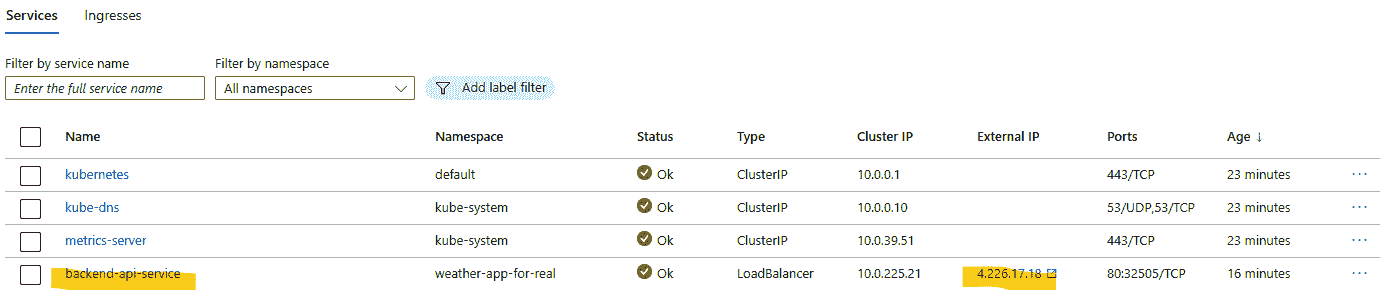 Services Ingresses
Filter by service name Filter by namespace
Enter the full service name All namespaces Add label filter
Name Namespace Status Type Cluster IP External IP Ports Age ↓
kubernetes default Ok ClusterIP 10.0.0.1 443/TCP 23 minutes ...
kube-dns kube-system Ok ClusterIP 10.0.0.10 53/UDP,53/TCP 23 minutes ...
metrics-server kube-system Ok ClusterIP 10.0.39.51 443/TCP 23 minutes ...
backend-api-service weather-app-for-real Ok LoadBalancer 10.0.225.21 4.226.17.18 80:32505/TCP 16 minutes ...